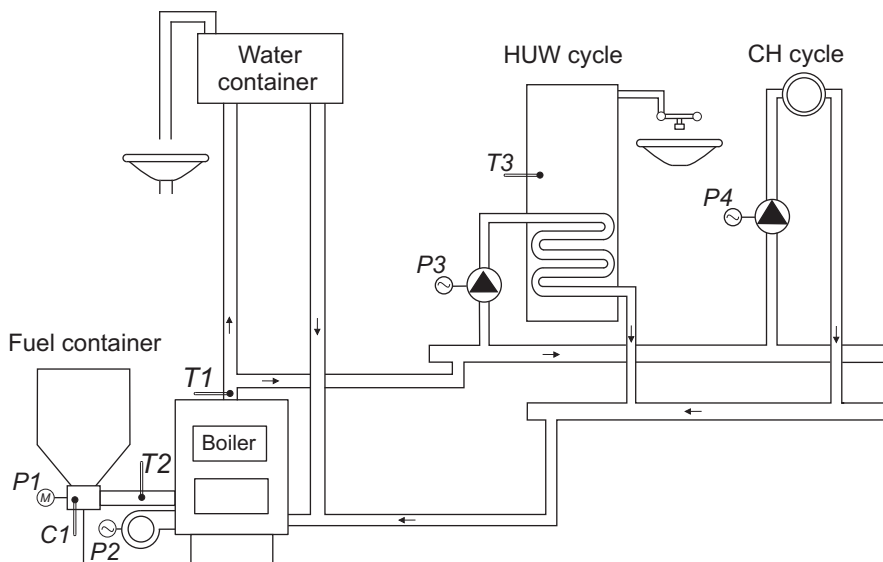 Water
container
HUW cycle
CH cycle
T3
P4
P3
Fuel container
T1
Boiler
T2
P1
M
C1
P2